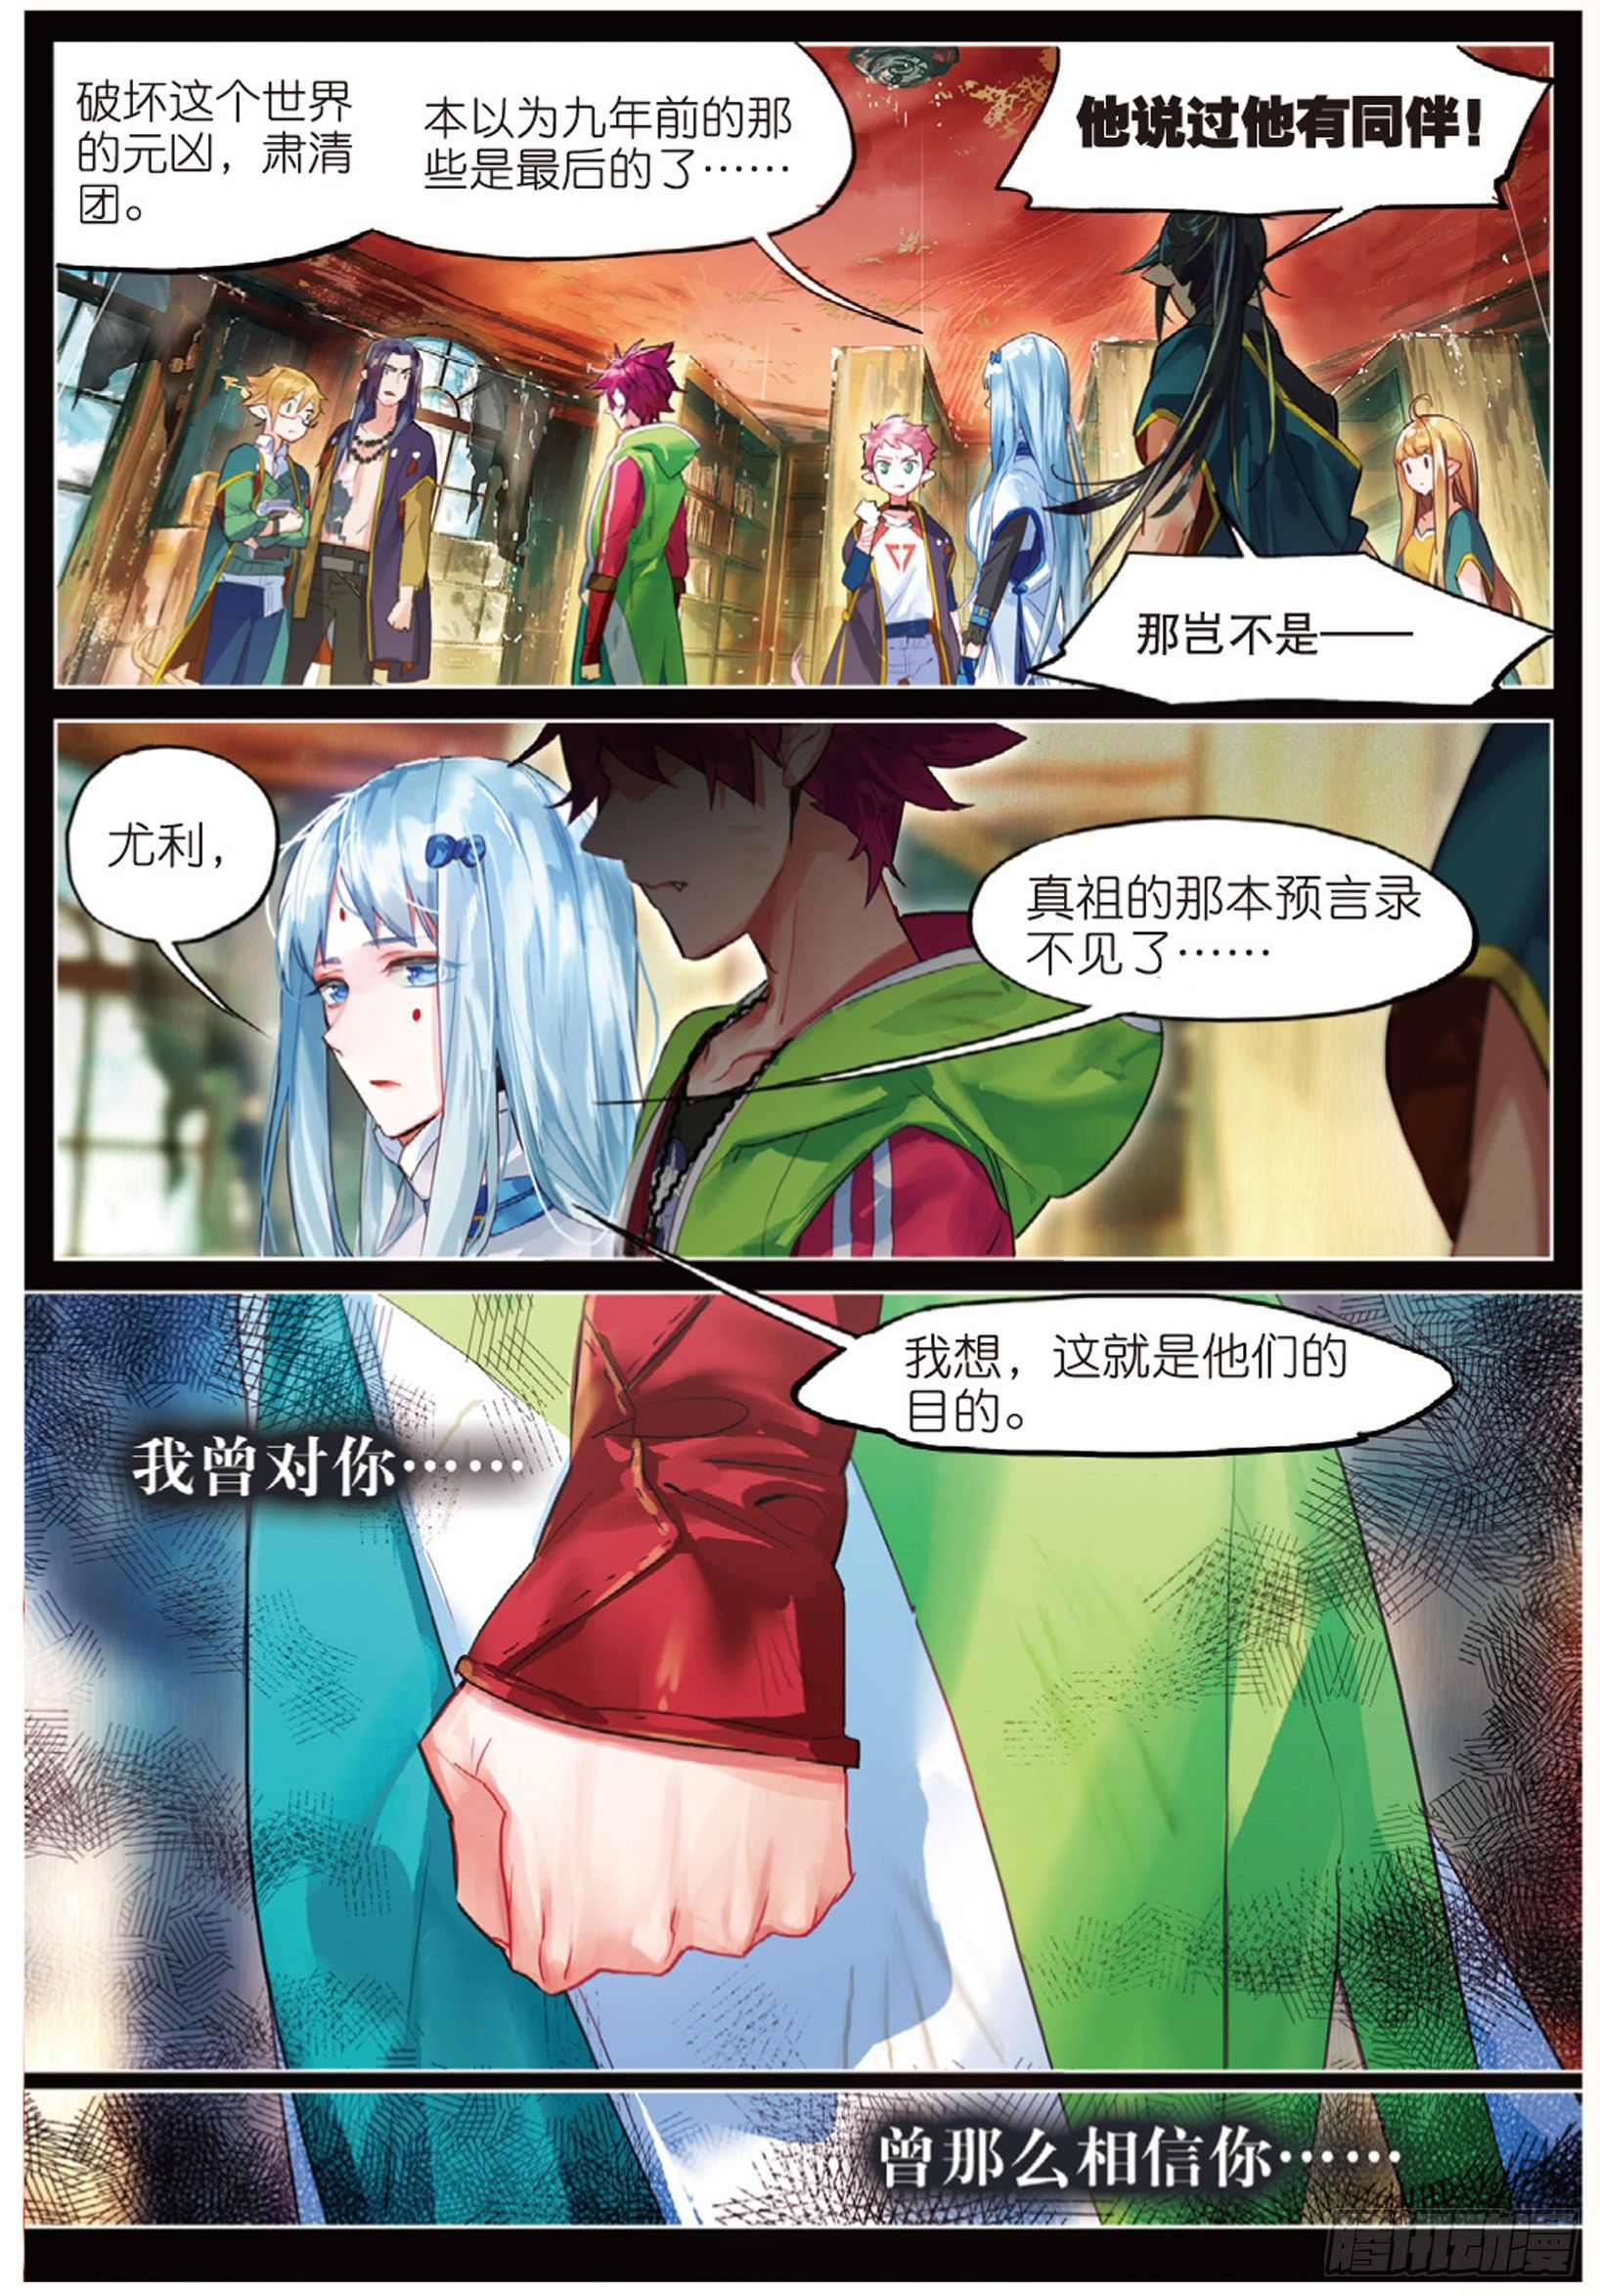 破坏这个世界
的元凶，肃清
团。
本以为九年前的那
些是最后的了……
他说过他有同伴！
那岂不是——
尤利，
真祖的那本预言录
不见了……
我想，这就是他们的
目的。
我曾对你……
曾那么相信你……
腾讯动漫